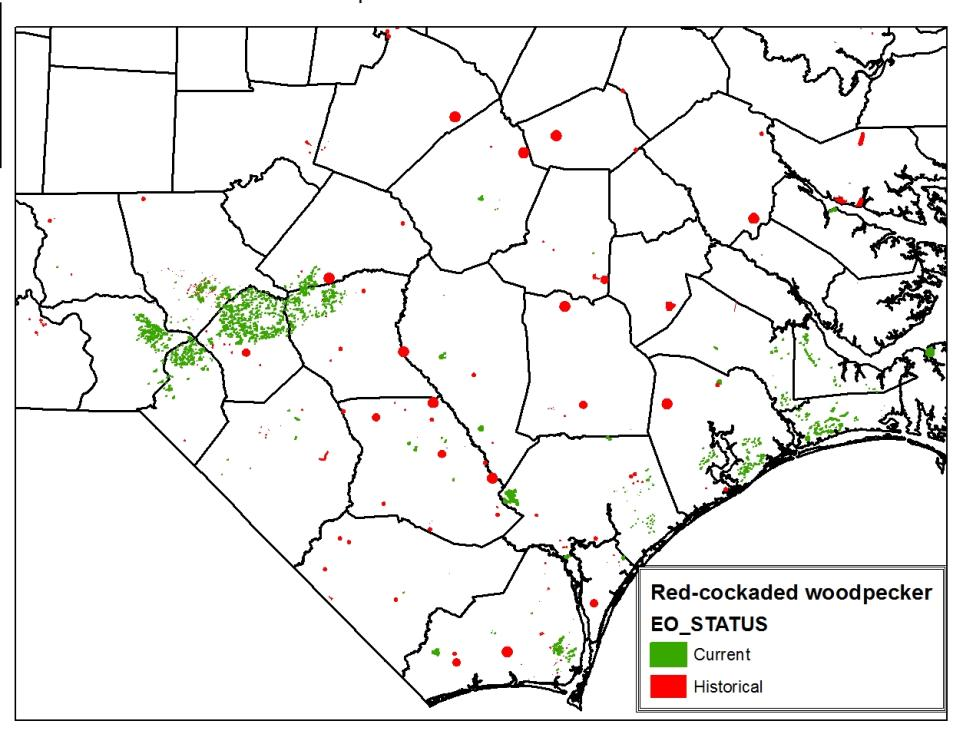 Red-cockaded woodpecker
EO_STATUS
Current
Historical